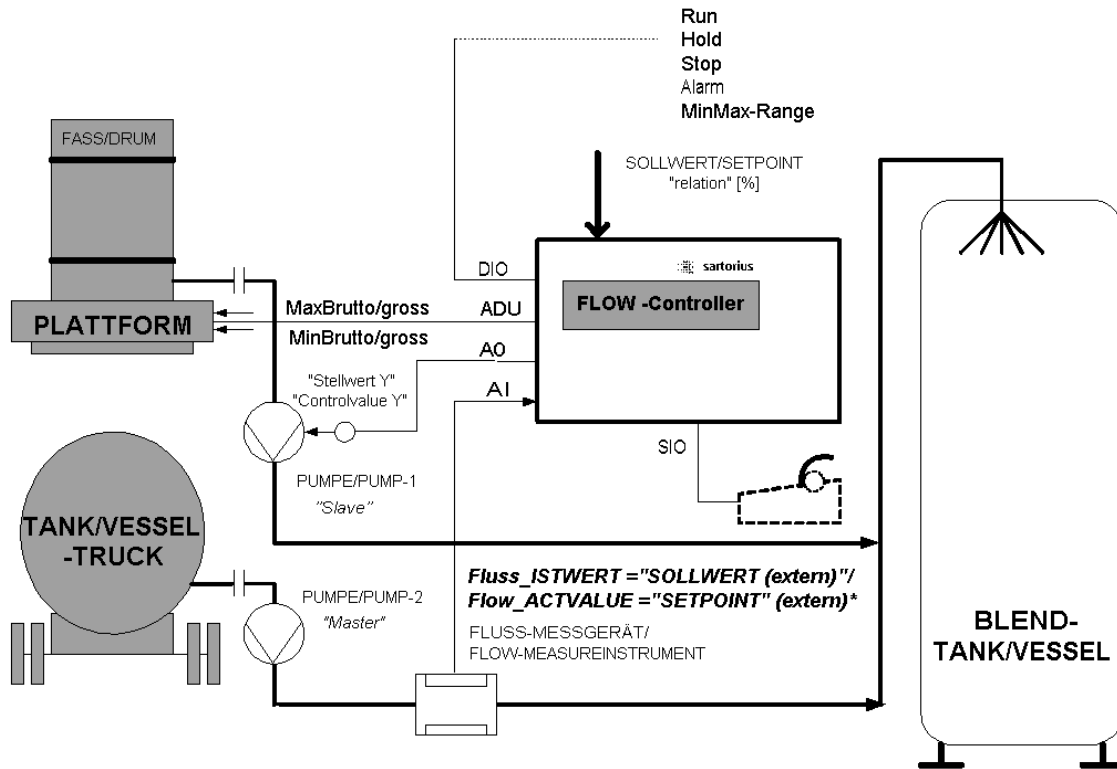 Run
Hold
Stop
Alarm
MinMax-Range
FASS/DRUM
SOLLWERT/SETPOINT
"relation" [%]
sartorius
DIO
FLOW -Controller
MaxBrutto/gross
ADU
PLATTFORM
MinBrutto/gross
A0
"Stellwert Y"
"Controlvalue Y"
AI
SIO
PUMPE/PUMP-1
"Slave"
TANK/VESSEL
-TRUCK
Fluss_ISTWERT ="SOLLWERT (extern)"/
Flow_ACTVALUE ="SETPOINT" (extern)*
PUMPE/PUMP-2
"Master"
FLUSS-MESSGERÄT/
FLOW-MEASUREINSTRUMENT
BLEND-
TANK/VESSEL